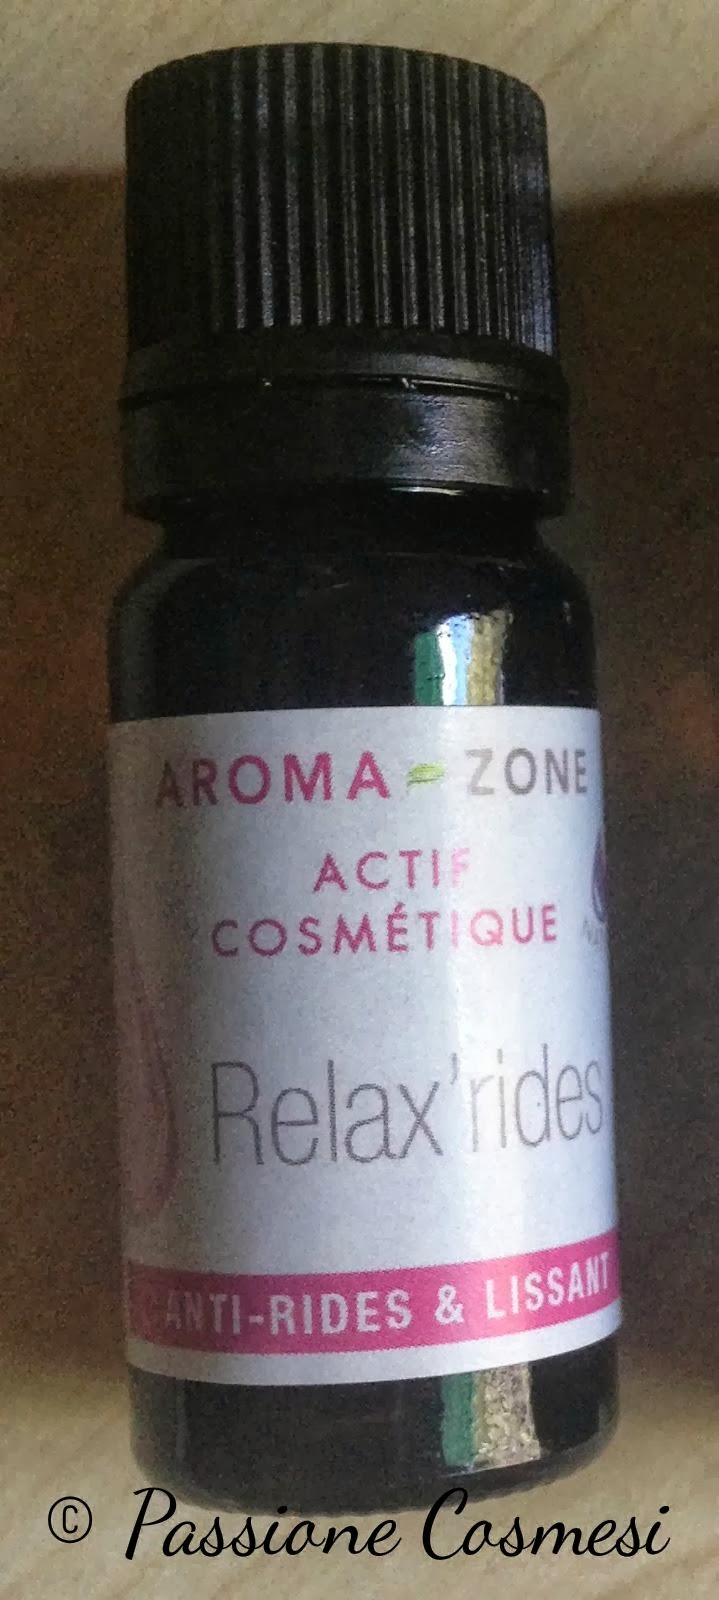 AROMA ZONE
ACTIF
COSMÉTIQUE
Relax'rides
ANTI-RIDES & LISSANT
© Passione Cosmesi